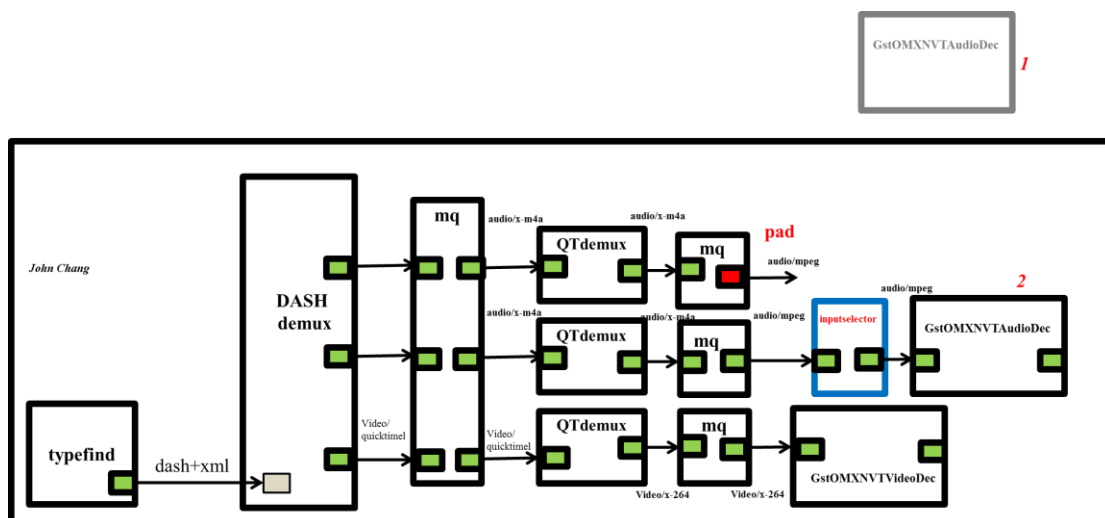 GstOMXNVTAudioDec
1
mq
audio/x-m4a
audio/x-m4a
QTdemux
mq
pad
audio/mpeg
John Chang
DASH
demux
audio/x-m4a
QTdemux
audio/x-m4a
mq
audio/mpeg
inputselector
audio/mpeg
2
GstOMXNVTAudioDec
typefind
dash+xml
Video/
quicktimel
Video/
quicktimel
QTdemux
Video/x-264
mq
Video/x-264
GstOMXNVTVideoDec